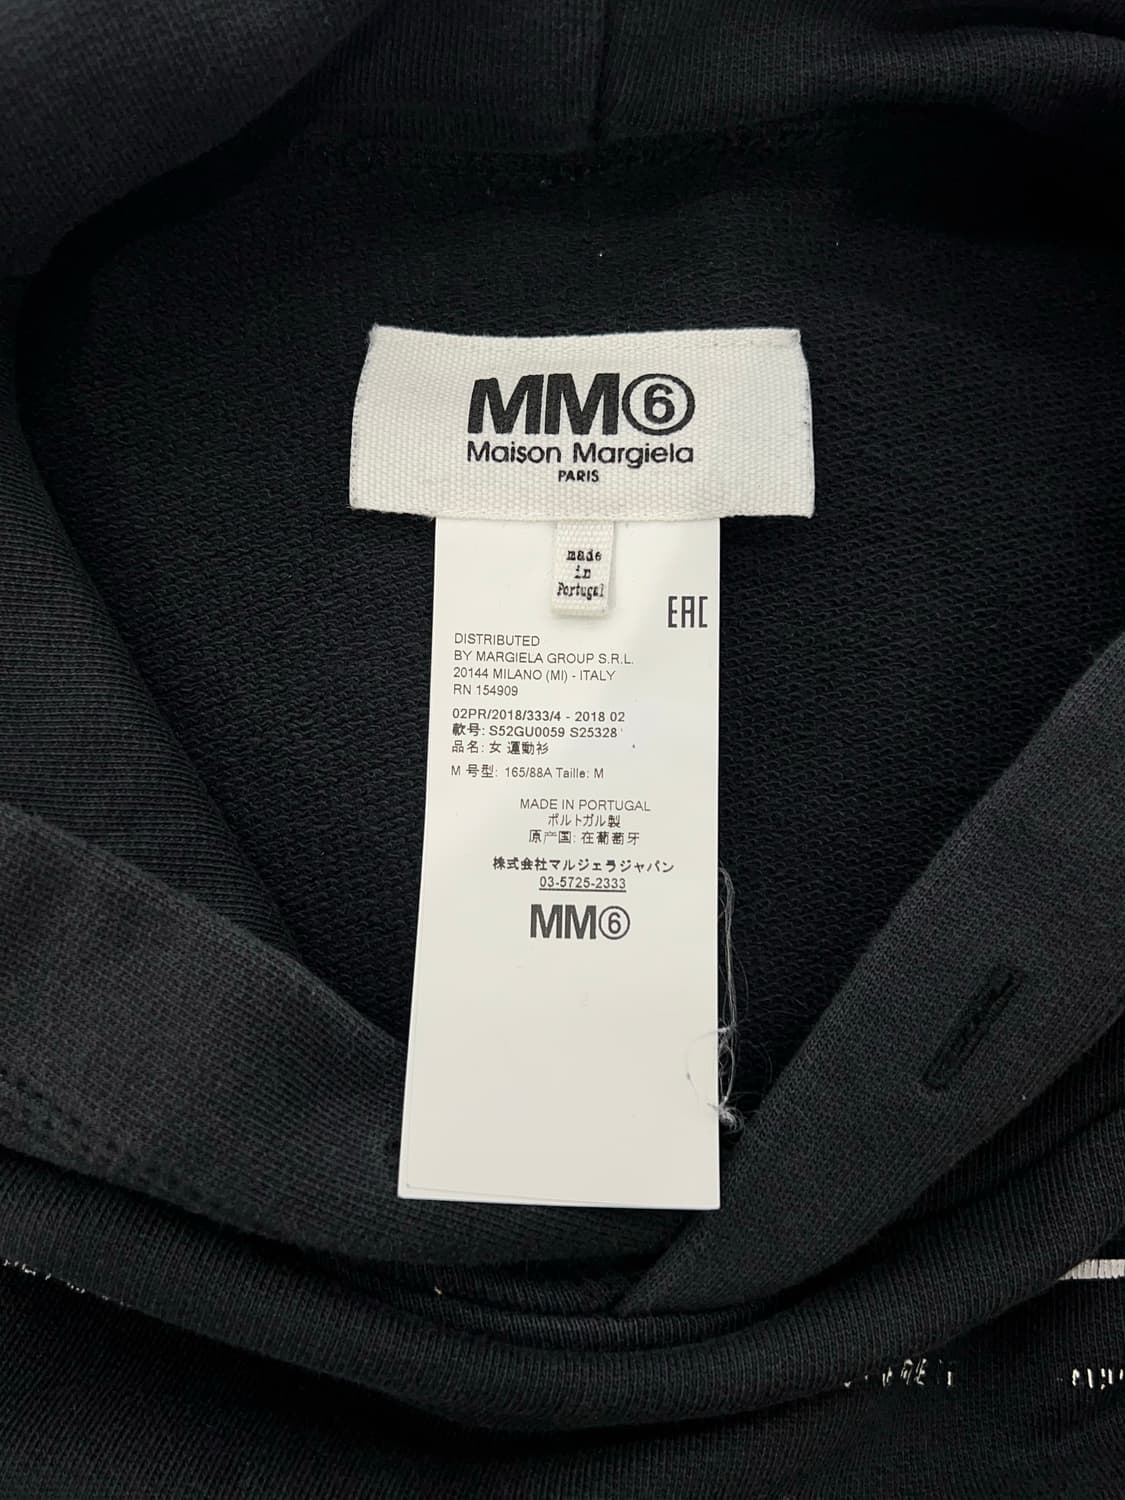 MM⑥
Maison Margiela
PARIS
made
in
Portugal
EAC
DISTRIBUTED
BY MARGIELA GROUP S.R.L.
20144 MILANO (MI) - ITALY
RN 154909
02PR/2018/333/4 - 2018 02
款号: S52GU0059 S25328
品名: 女 運動衫
M 号型: 165/88A Taille: M
MADE IN PORTUGAL
ポルトガル製
原产国: 在葡萄牙
株式会社マルジェラジャパン
03-5725-2333
MM⑥